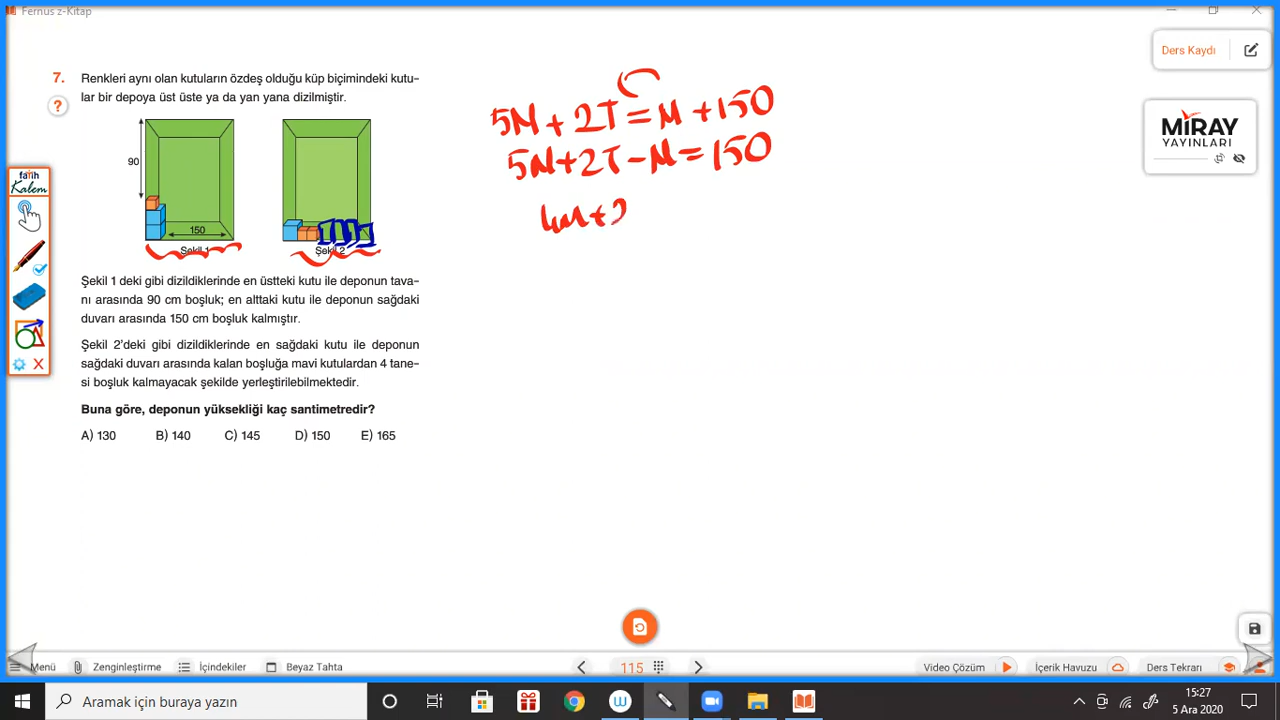 Fernus z-Kitap
Ders Kaydı
7. Renkleri aynı olan kutuların özdeş olduğu küp biçimindeki kutu-
? lar bir depoya üst üste ya da yan yana dizilmiştir.
5M + 2T = M + 150
5M + 2T - M = 150
4M + 2
MİRAY
YAYINLARI
fatih
Kalem
90
150
Şekil 1
Şekil 2
Şekil 1 deki gibi dizildiklerinde en üstteki kutu ile deponun tava-
nı arasında 90 cm boşluk; en alttaki kutu ile deponun sağdaki
duvarı arasında 150 cm boşluk kalmıştır.
Şekil 2'deki gibi dizildiklerinde en sağdaki kutu ile deponun
sağdaki duvarı arasında kalan boşluğa mavi kutulardan 4 tane-
si boşluk kalmayacak şekilde yerleştirilebilmektedir.
Buna göre, deponun yüksekliği kaç santimetredir?
A) 130 B) 140 C) 145 D) 150 E) 165
Menü Zenginleştirme İçindekiler Beyaz Tahta 115 Video Çözüm İçerik Havuzu Ders Tekrarı
Aramak için buraya yazın
15:27
5 Ara 2020